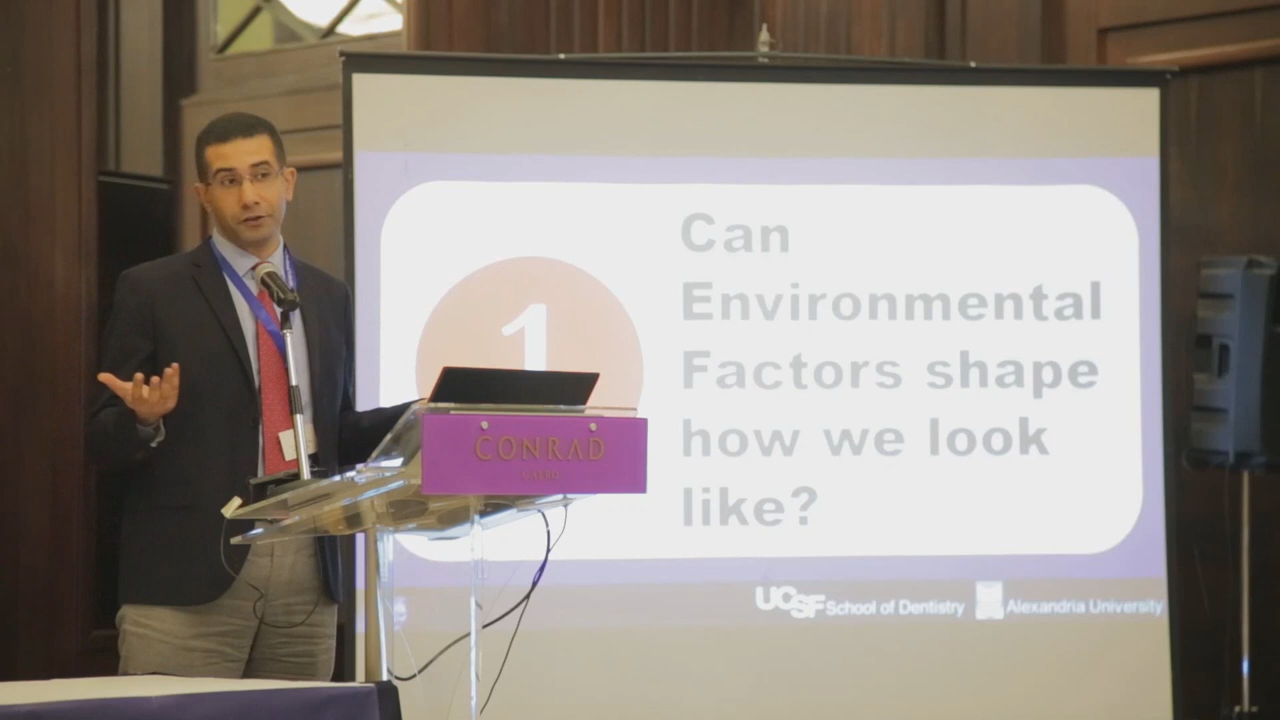 1
Can
Environmental
Factors shape
how we look
like?
CONRAD
CAIRO
UCSF School of Dentistry
Alexandria University